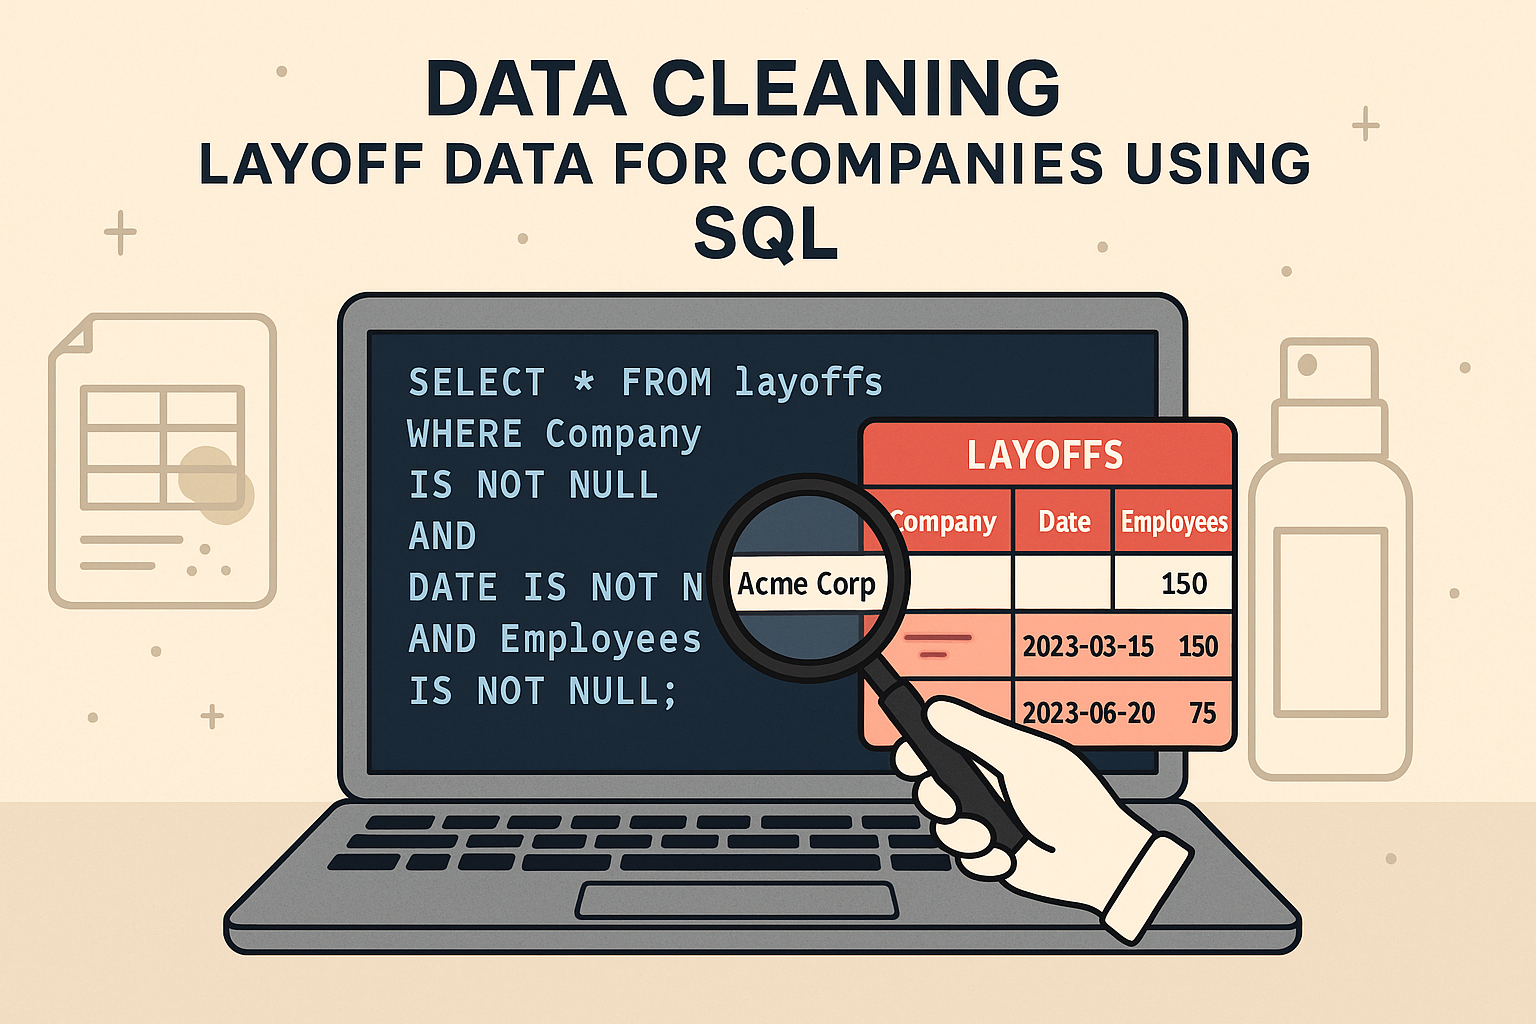 DATA CLEANING
LAYOFF DATA FOR COMPANIES USING
SQL
SELECT * FROM layoffs
WHERE Company
IS NOT NULL
AND
DATE IS NOT N
AND Employees
IS NOT NULL;
LAYOFFS
Company Date Employees
Acme Corp 150
2023-03-15 150
2023-06-20 75